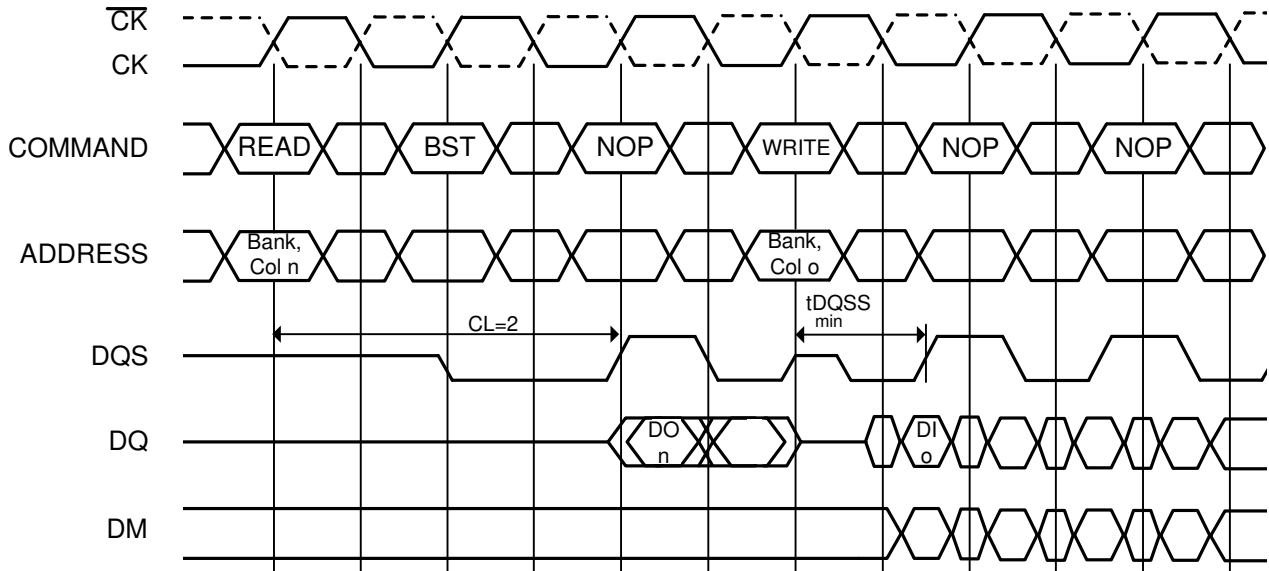 CK
CK
COMMAND READ BST NOP WRITE NOP NOP
ADDRESS
Bank,
Col n
Bank,
Col o
tDQSS
min
CL=2
DQS
DQ
DO
n
DI
o
DM